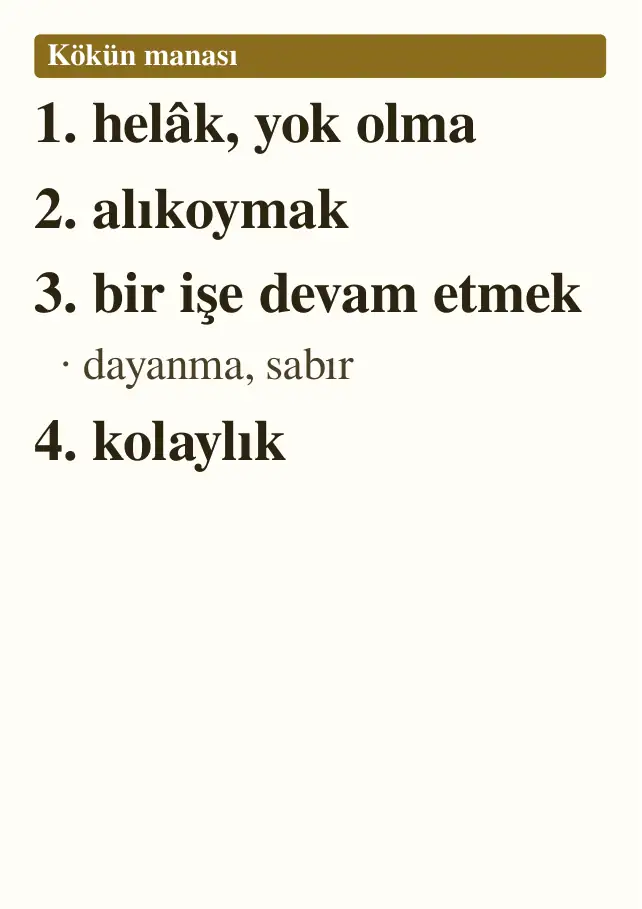 Kökün manası
1. helâk, yok olma
2. alıkoymak
3. bir işe devam etmek
· dayanma, sabır
4. kolaylık